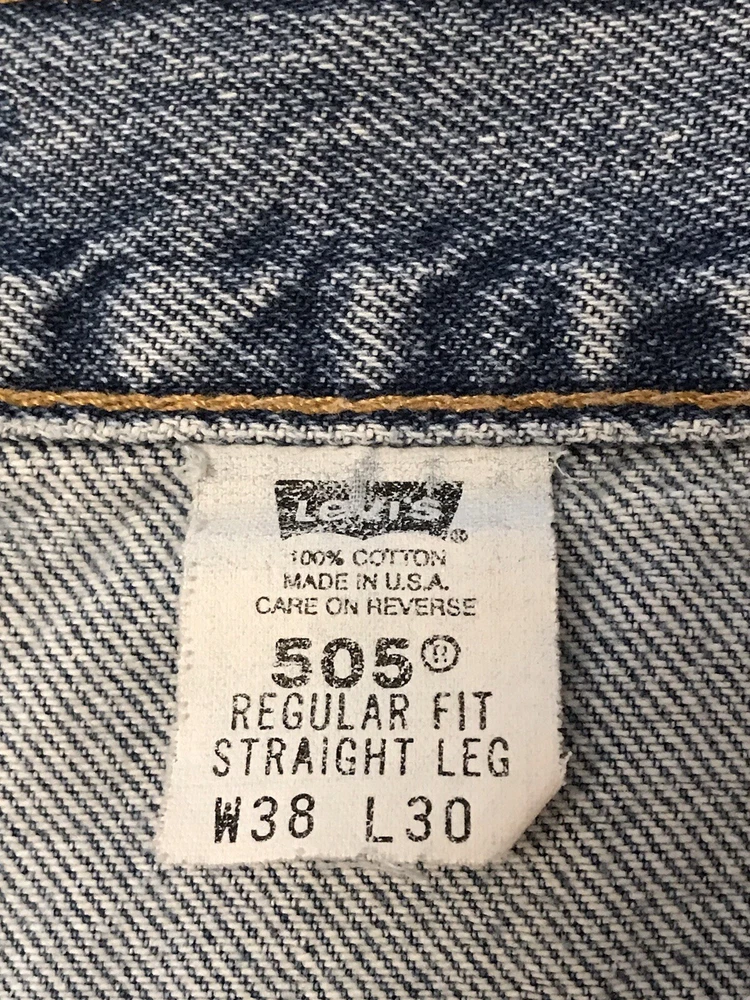 Levi's ®
100% COTTON
MADE IN U.S.A.
CARE ON REVERSE
505®
REGULAR FIT
STRAIGHT LEG
W38 L30